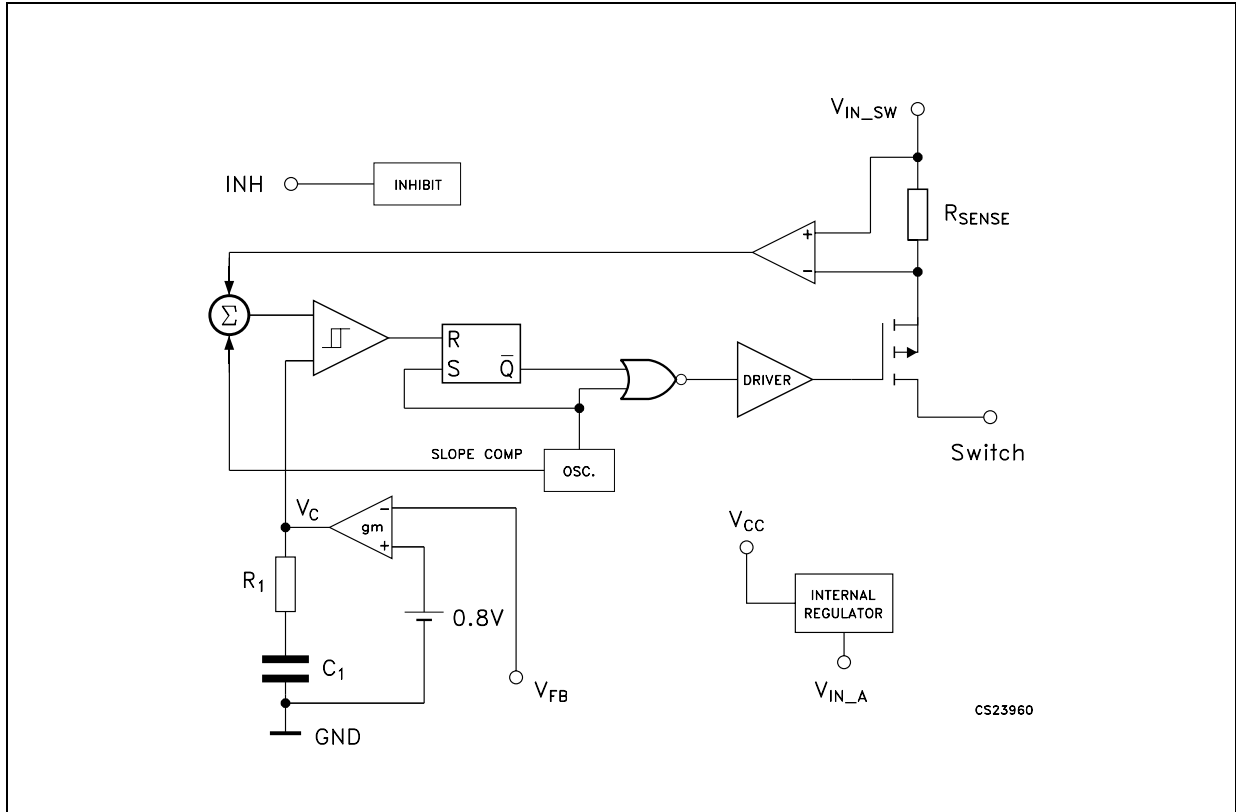 V_IN_SW
INH
INHIBIT
R_SENSE
+
−
Σ
R
S
Q̅
DRIVER
SLOPE COMP
OSC.
Switch
V_C
gm
−
+
V_CC
R_1
INTERNAL
REGULATOR
0.8V
C_1
V_FB
V_IN_A
CS23960
GND